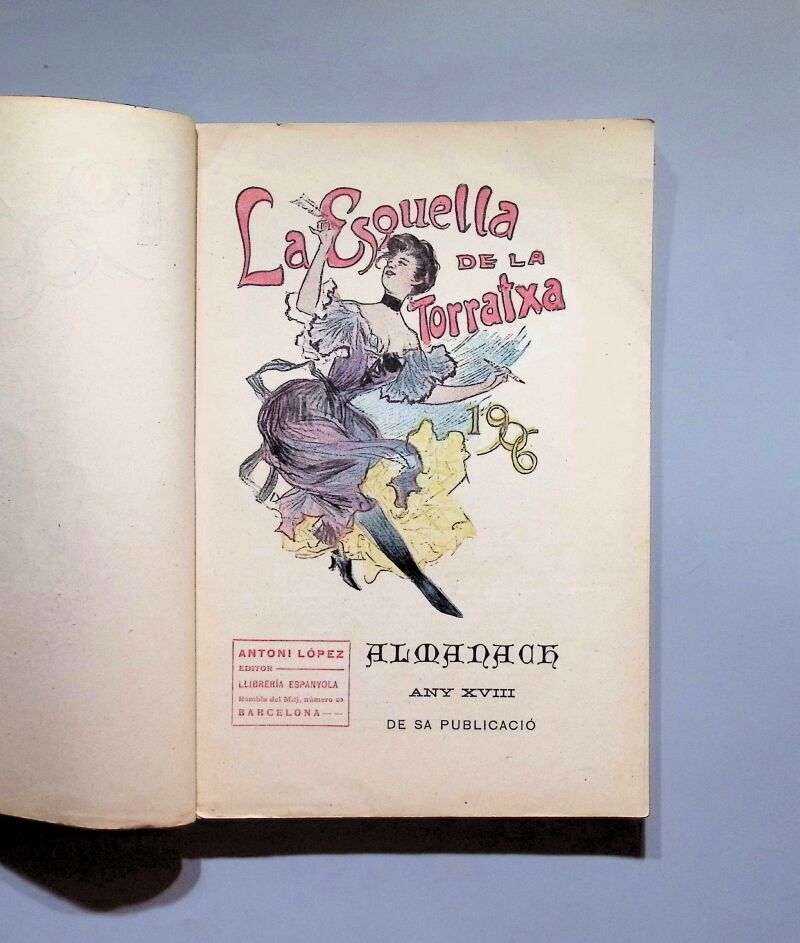 La Esquella
DE LA
Torratxa
1906
ANTONI LÓPEZ
EDITOR
LLIBRERÍA ESPANYOLA
Rambla del Mitj, número 20
BARCELONA
ALMANACH
ANY XVIII
DE SA PUBLICACIÓ